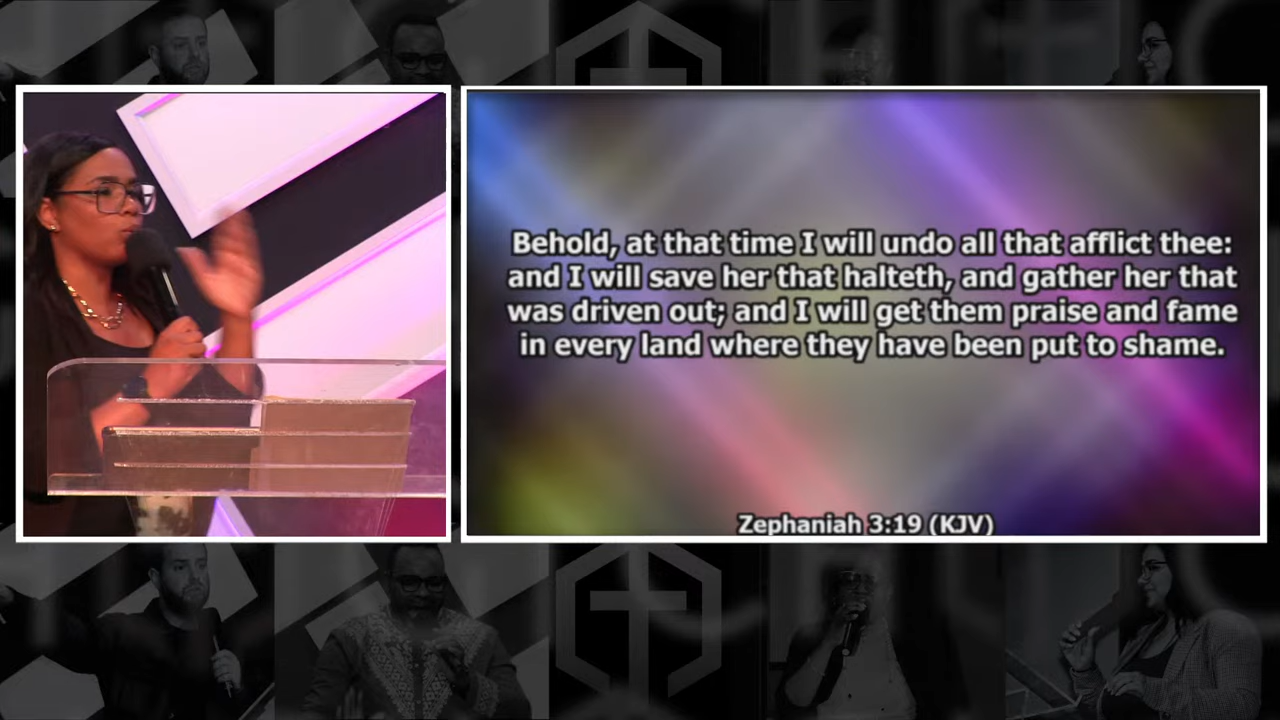 Behold, at that time I will undo all that afflict thee:
and I will save her that halteth, and gather her that
was driven out; and I will get them praise and fame
in every land where they have been put to shame.
Zephaniah 3:19 (KJV)